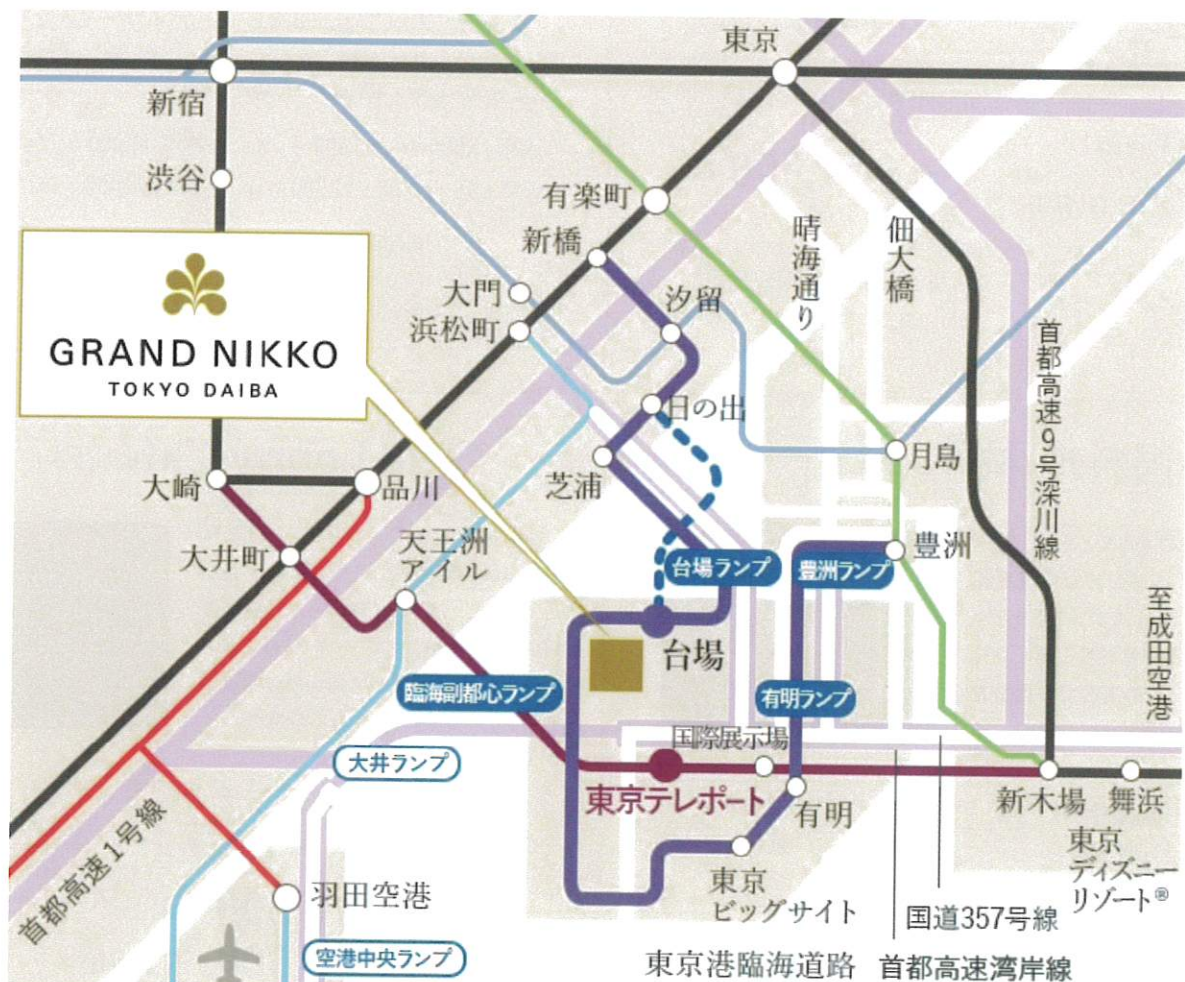 東京
新宿
渋谷
有楽町
新橋
晴海通り
佃大橋
GRAND NIKKO
TOKYO DAIBA
大門
浜松町
汐留
首都高速9号深川線
日の出
大崎
品川
芝浦
月島
大井町
天王洲
アイル
台場ランプ
豊洲ランプ
豊洲
至成田空港
台場
臨海副都心ランプ
有明ランプ
国際展示場
大井ランプ
東京テレポート
有明
新木場
舞浜
首都高速1号線
羽田空港
東京
ビッグサイト
東京
ディズニー
リゾート®
国道357号線
空港中央ランプ
東京港臨海道路
首都高速湾岸線